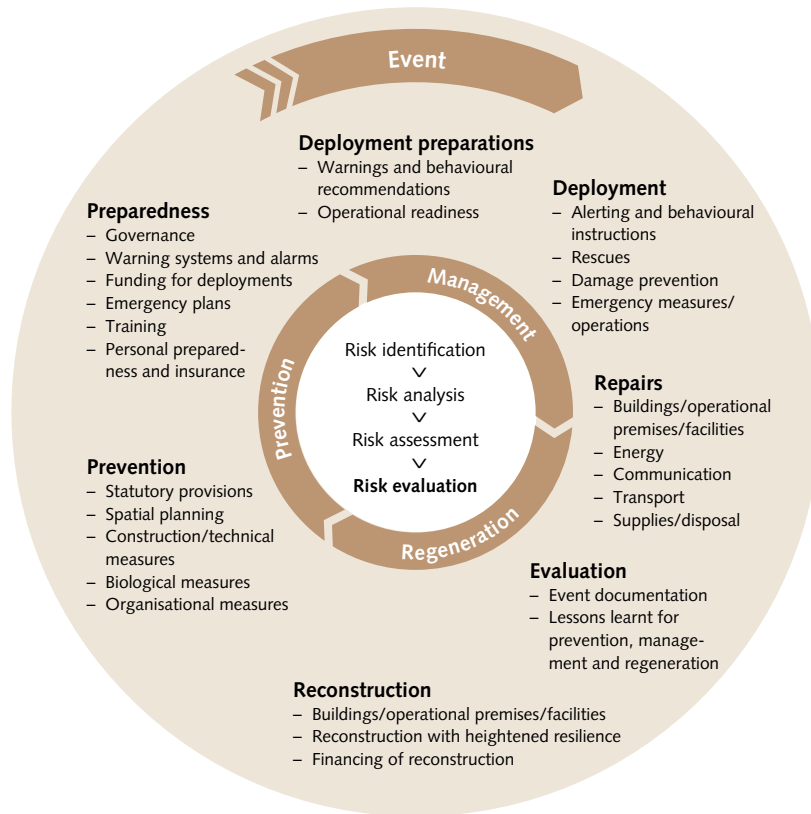 Event
Deployment preparations
– Warnings and behavioural
recommendations
– Operational readiness
Deployment
– Alerting and behavioural
instructions
– Rescues
– Damage prevention
– Emergency measures/
operations
Repairs
– Buildings/operational
premises/facilities
– Energy
– Communication
– Transport
– Supplies/disposal
Evaluation
– Event documentation
– Lessons learnt for
prevention, manage-
ment and regeneration
Reconstruction
– Buildings/operational premises/facilities
– Reconstruction with heightened resilience
– Financing of reconstruction
Prevention
– Statutory provisions
– Spatial planning
– Construction/technical
measures
– Biological measures
– Organisational measures
Preparedness
– Governance
– Warning systems and alarms
– Funding for deployments
– Emergency plans
– Training
– Personal prepared-
ness and insurance
Management
Regeneration
Prevention
Risk identification
Risk analysis
Risk assessment
Risk evaluation